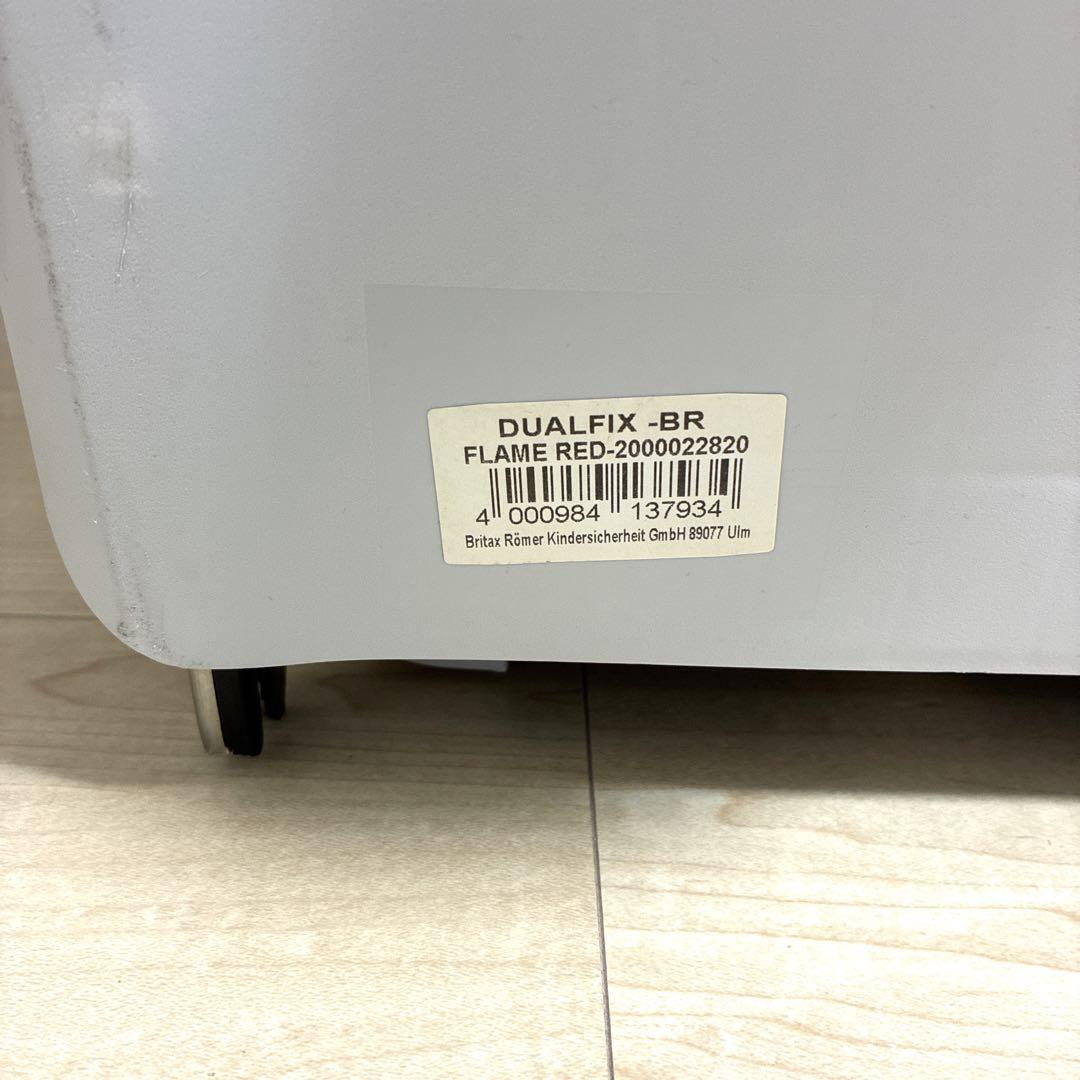 DUALFIX -BR
FLAME RED-2000022820
4 000984 137934
Britax Römer Kindersicherheit GmbH 89077 Ulm